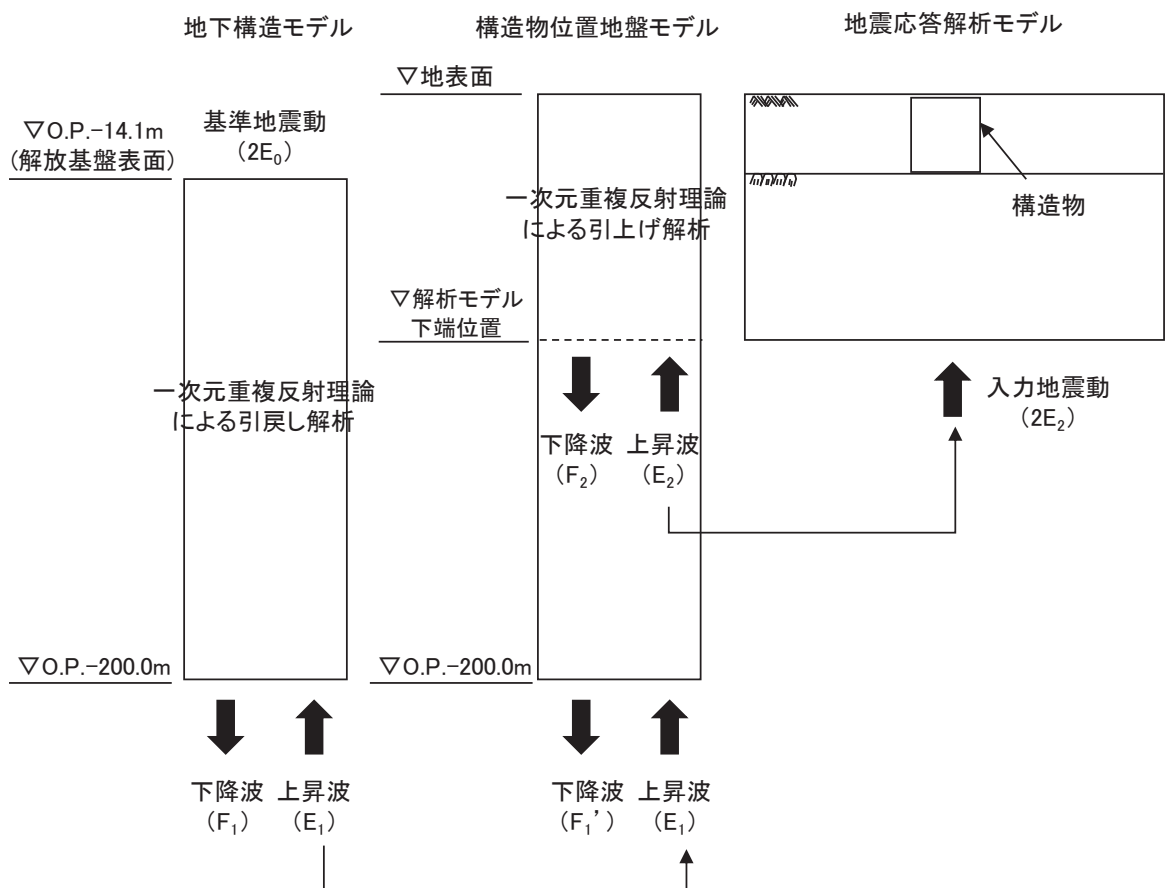 地下構造モデル
▽O.P.-14.1m
(解放基盤表面)
基準地震動
(2E₀)
一次元重複反射理論
による引戻し解析
▽O.P.-200.0m
下降波
(F₁)
上昇波
(E₁)
構造物位置地盤モデル
▽地表面
一次元重複反射理論
による引上げ解析
▽解析モデル
下端位置
下降波
(F₂)
上昇波
(E₂)
▽O.P.-200.0m
下降波
(F₁’)
上昇波
(E₁)
地震応答解析モデル
構造物
入力地震動
(2E₂)